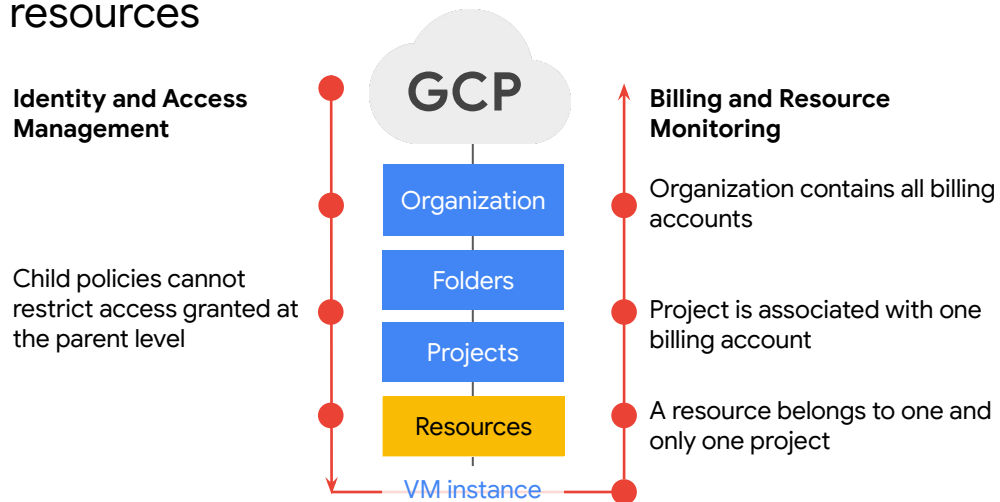 resources
Identity and Access
Management
GCP
Billing and Resource
Monitoring
Organization
Organization contains all billing
accounts
Child policies cannot
restrict access granted at
the parent level
Folders
Projects
Project is associated with one
billing account
Resources
A resource belongs to one and
only one project
VM instance